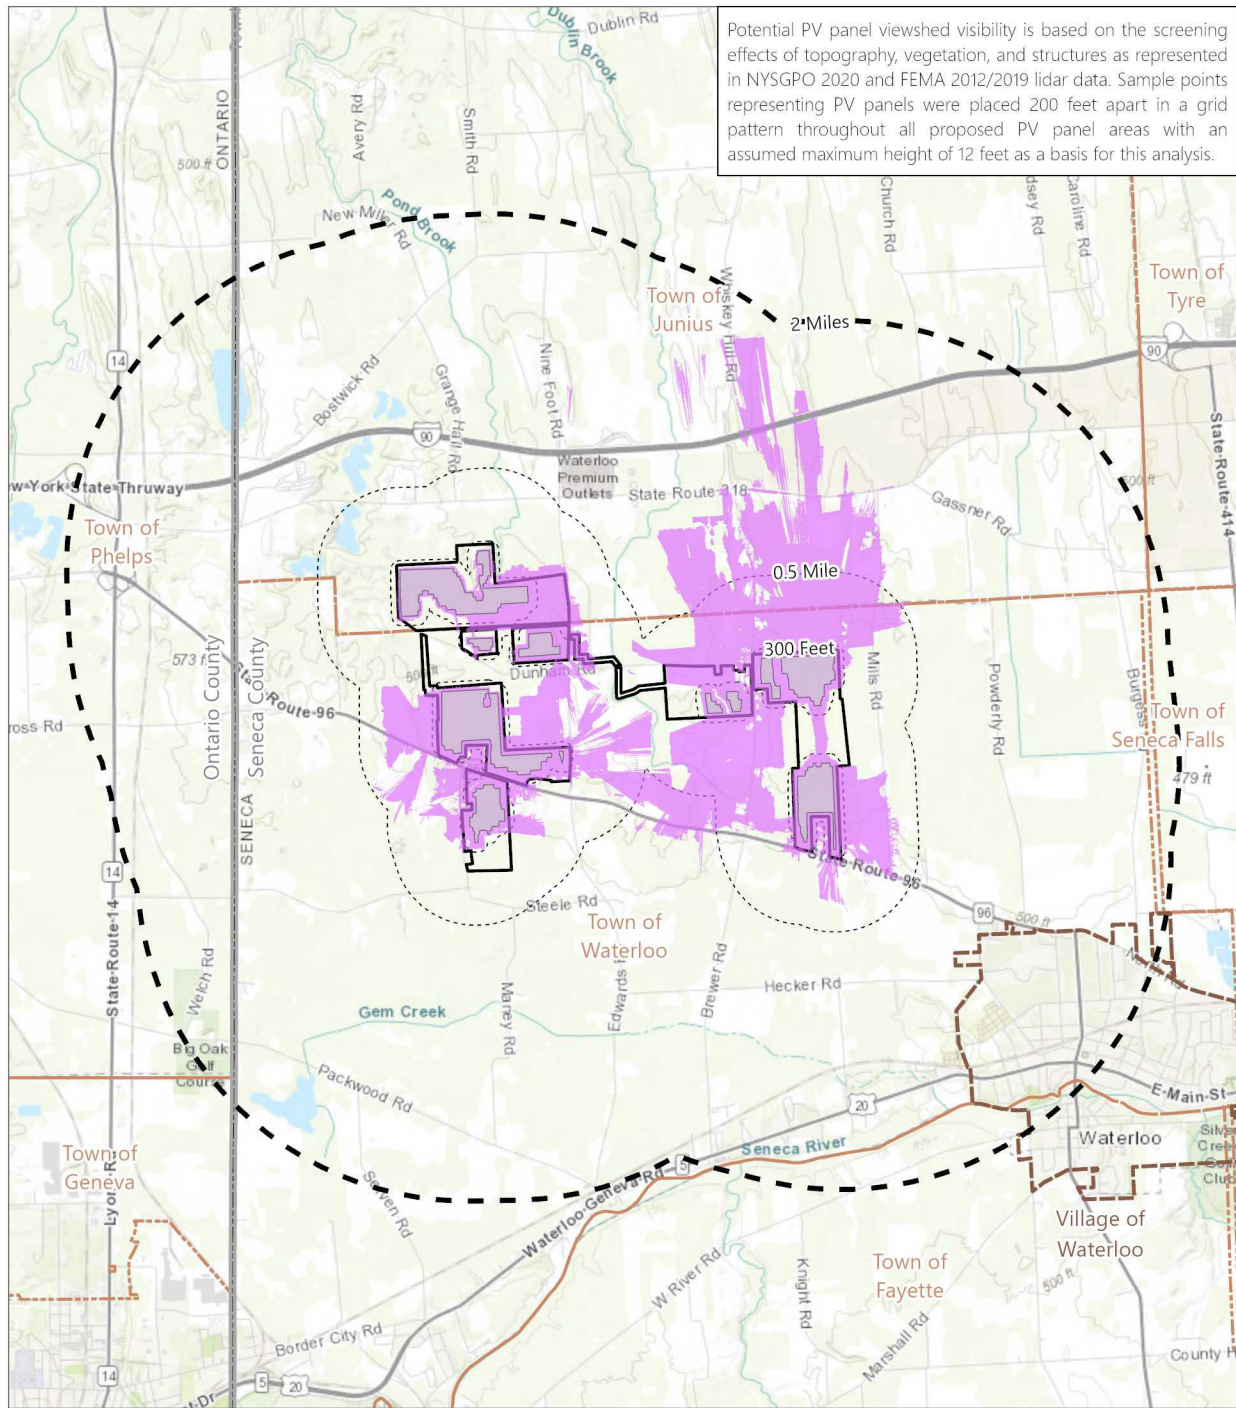 Potential PV panel viewshed visibility is based on the screening
effects of topography, vegetation, and structures as represented
in NYSGPO 2020 and FEMA 2012/2019 lidar data. Sample points
representing PV panels were placed 200 feet apart in a grid
pattern throughout all proposed PV panel areas with an
assumed maximum height of 12 feet as a basis for this analysis.
Dublin Rd
Dublin Brook
ONTARIO
500 ft
Avery Rd
Smith Rd
Church Rd
dsey Rd
Caroline Rd
New Miller Rd
Pond Brook
Town of
Junius
Whiskey Hill Rd
2 Miles
Town of
Tyre
14
90
Bostwick Rd
Grange Hall Rd
Nine Foot Rd
90
State-Route-414
Waterloo
Premium
Outlets
State Route 318
ew-York-State-Thruway
Gassner Rd
500 ft
Town of
Phelps
0.5 Mile
300 Feet
573 ft
500
Dunham Rd
Mills Rd
Powderly Rd
Burgess
State-Route-96
ross Rd
Ontario County
Seneca County
Town of
Seneca Falls
479 ft
SENECA
14
State-Route-96
State-Route-14
Steele Rd
96
500 ft
Town of
Waterloo
Welch Rd
Maney Rd
Edwards
Brewer Rd
Hecker Rd
Gem Creek
Big Oak
Golf
Course
Packwood Rd
20
E-Main-St
Seneca River
Waterloo
Town of
Geneva
5
Waterloo-Geneva-Rd
Village of
Waterloo
W-River Rd
Knight Rd
Town of
Fayette
500 ft
Border City Rd
Marshall Rd
County H
14
5
20